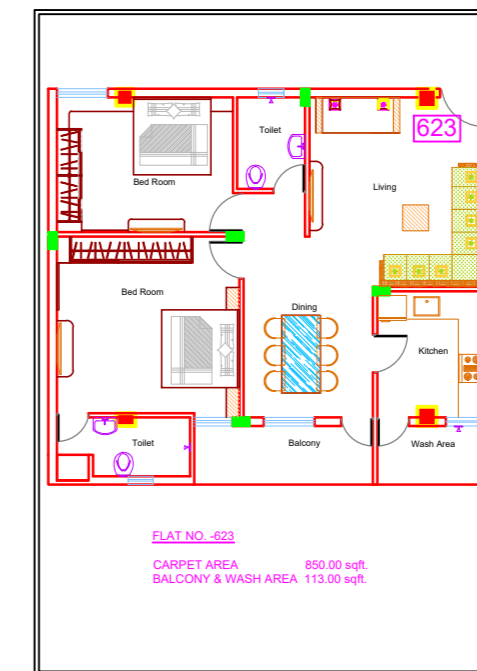 623
Toilet
Bed Room
Living
Bed Room
Dining
Kitchen
Toilet
Balcony
Wash Area
FLAT NO. -623
CARPET AREA 850.00 sqft.
BALCONY & WASH AREA 113.00 sqft.